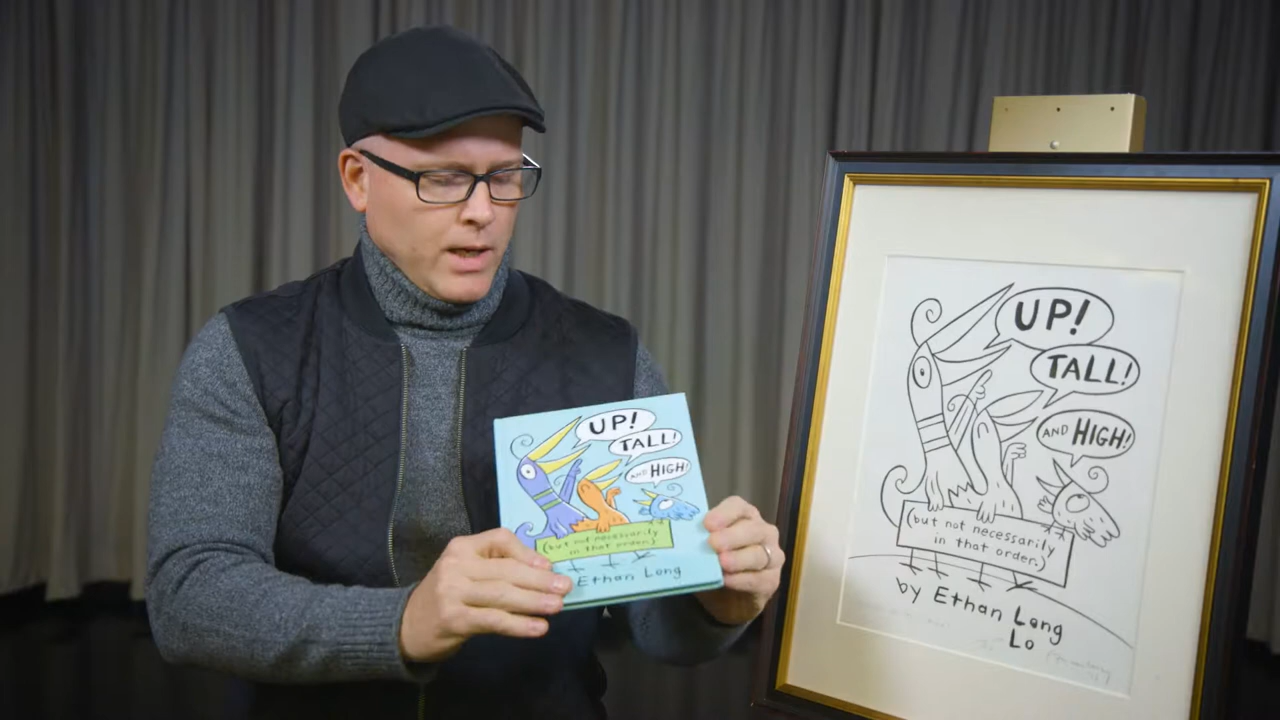 UP!
TALL!
AND HIGH!
(but not necessarily
in that order.)
Ethan Long
UP!
TALL!
AND HIGH!
(but not necessarily
in that order.)
by Ethan Long
Lo